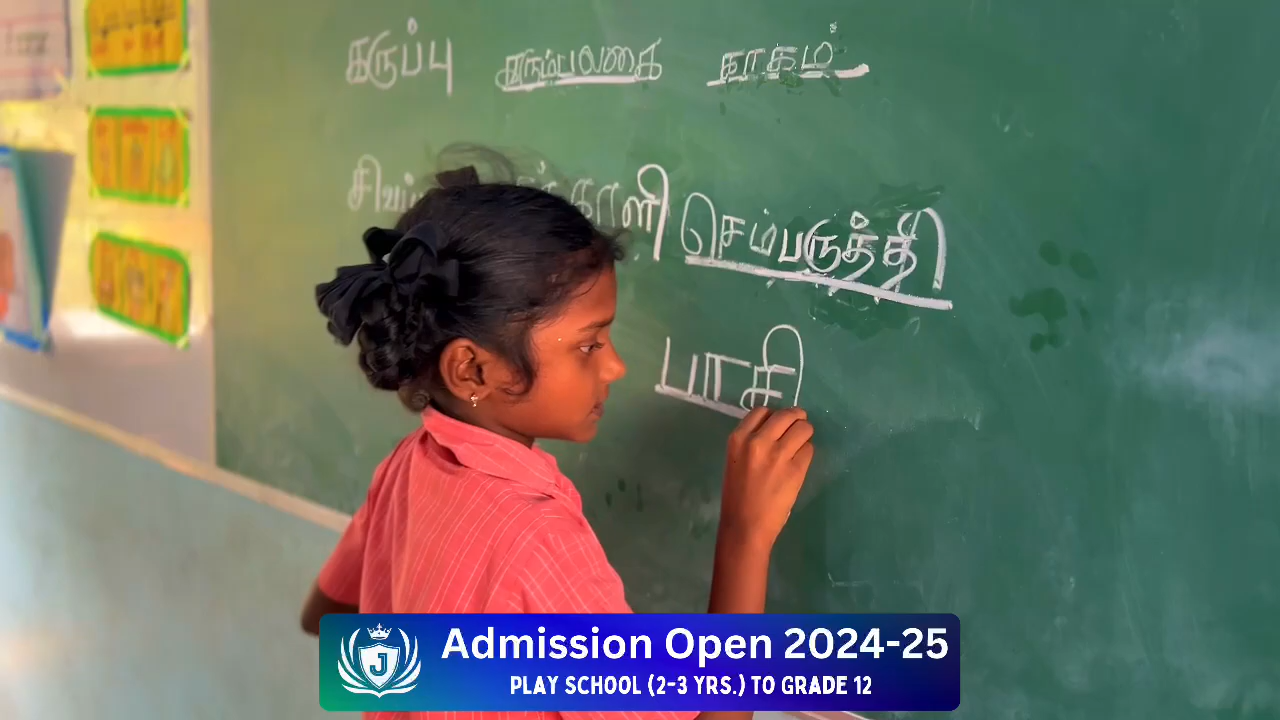 கருப்பு கரும்பலகை காகம்
செம்பருத்தி
பாசி
J
Admission Open 2024-25
PLAY SCHOOL (2-3 YRS.) TO GRADE 12